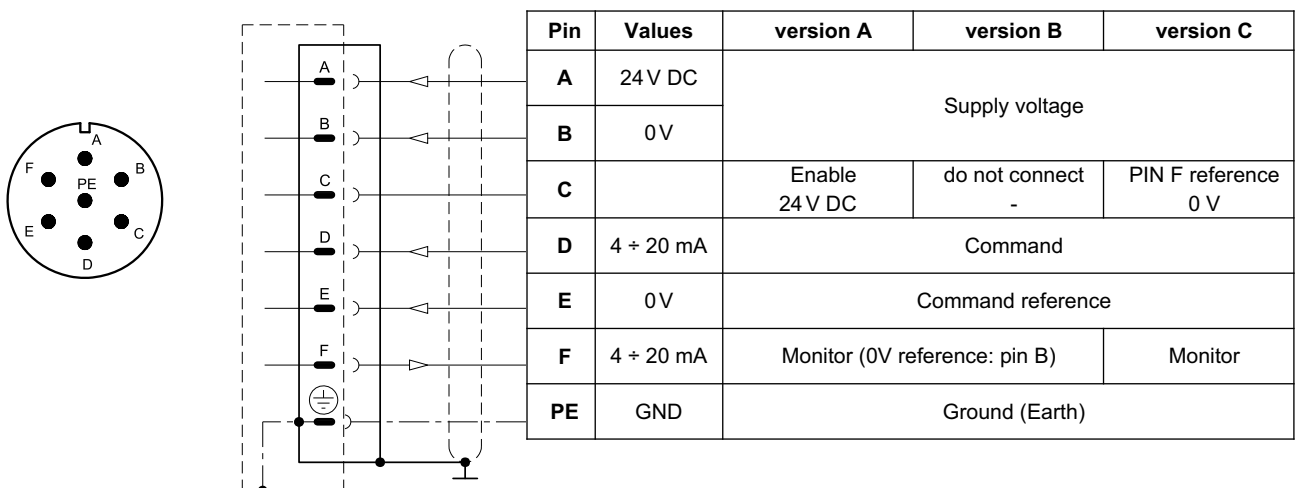 A
F
B
PE
E
C
D
A
B
C
D
E
F
Pin Values version A version B version C
A 24 V DC Supply voltage
B 0 V
C Enable do not connect PIN F reference
24 V DC - 0 V
D 4 ÷ 20 mA Command
E 0 V Command reference
F 4 ÷ 20 mA Monitor (0V reference: pin B) Monitor
PE GND Ground (Earth)